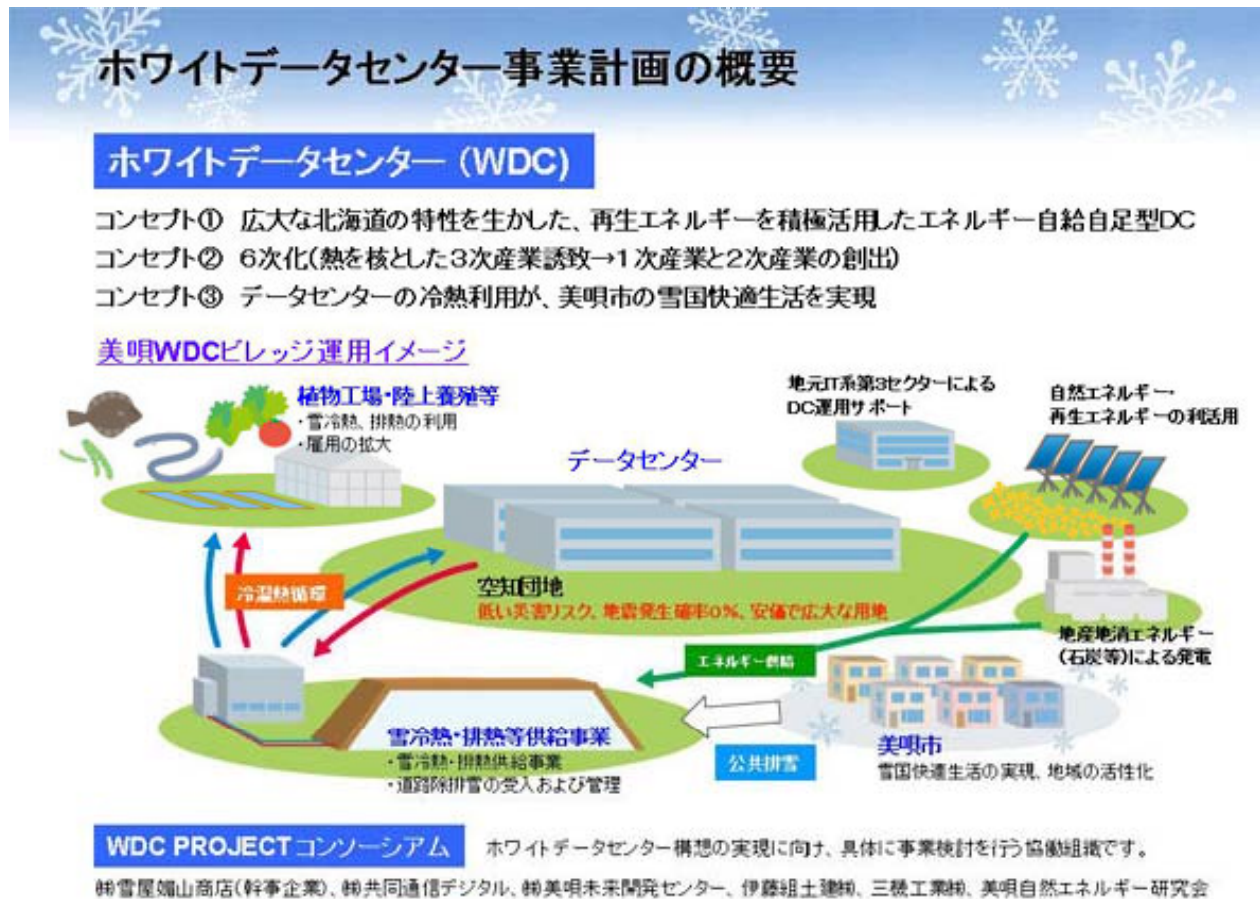 ホワイトデータセンター事業計画の概要
ホワイトデータセンター(WDC)
コンセプト① 広大な北海道の特性を生かした、再生エネルギーを積極活用したエネルギー自給自足型DC
コンセプト② 6次化(熱を核とした3次産業誘致→1次産業と2次産業の創出)
コンセプト③ データセンターの冷熱利用が、美唄市の雪国快適生活を実現
美唄WDCビレッジ運用イメージ
植物工場・陸上養殖等
・雪冷熱、排熱の利用
・雇用の拡大
地元IT系第3セクターによる
DC運用サポート
自然エネルギー・
再生エネルギーの利活用
データセンター
冷温熱循環
空知団地
低い災害リスク、地震発生確率0%、安価で広大な用地
地産地消エネルギー
(石炭等)による発電
エネルギー供給
雪冷熱・排熱等供給事業
・雪冷熱・排熱供給事業
・道路除排雪の受入および管理
公共排雪
美唄市
雪国快適生活の実現、地域の活性化
WDC PROJECTコンソーシアム
ホワイトデータセンター構想の実現に向け、具体に事業検討を行う協働組織です。
㈱雪屋媚山商店(幹事企業)、㈱共同通信デジタル、㈱美唄未来開発センター、伊藤組土建㈱、三機工業㈱、美唄自然エネルギー研究会